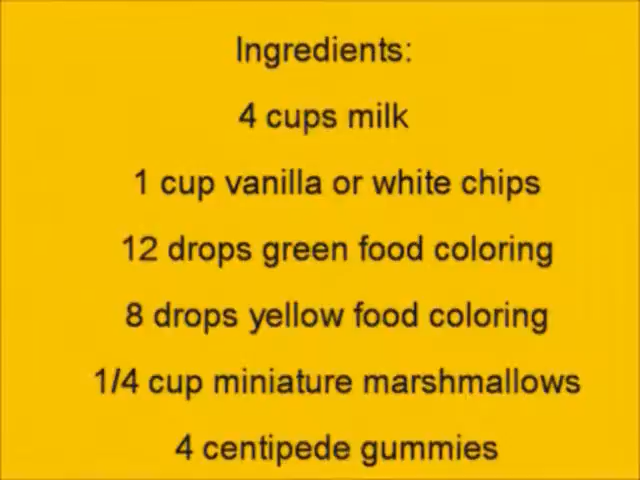 Ingredients:
4 cups milk
1 cup vanilla or white chips
12 drops green food coloring
8 drops yellow food coloring
1/4 cup miniature marshmallows
4 centipede gummies